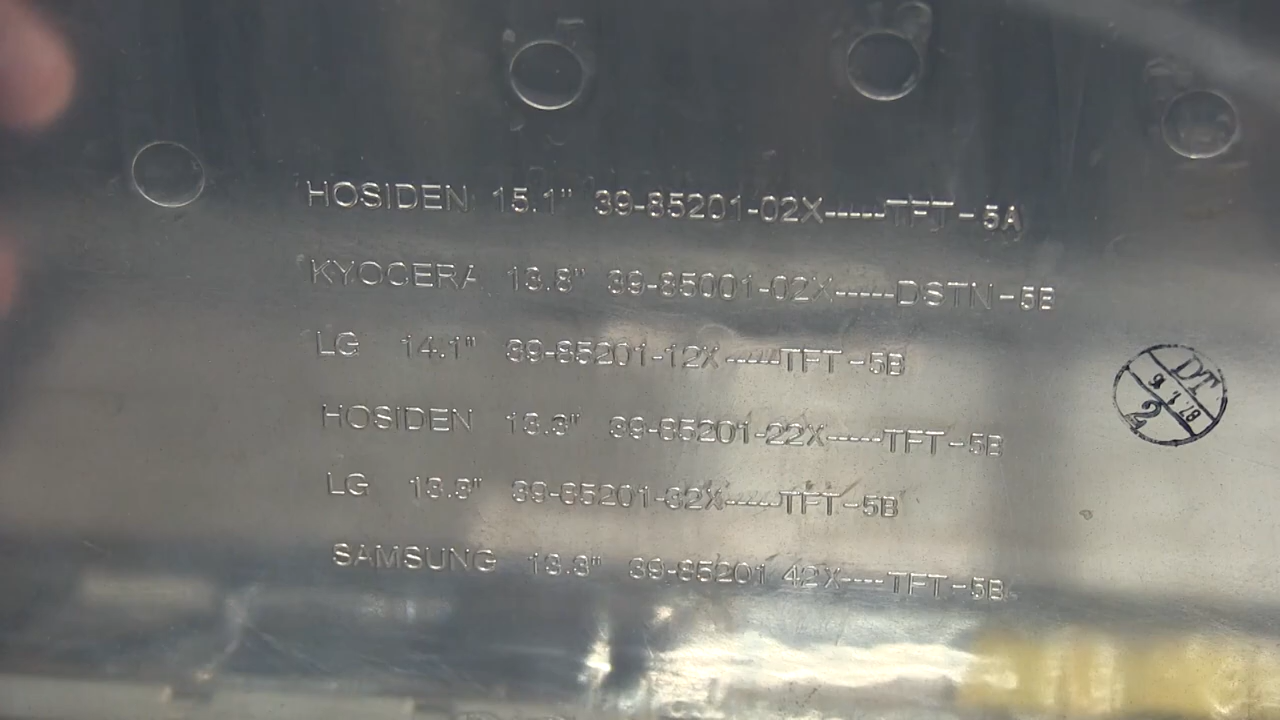 HOSIDEN 15.1" 39-85201-02X-----TFT-5A
KYOCERA 13.8" 39-85001-02X-----DSTN-5B
LG 14.1" 39-85201-12X-----TFT-5B
HOSIDEN 13.3" 39-85201-22X-----TFT-5B
LG 13.3" 39-85201-32X-----TFT-5B
SAMSUNG 13.3" 39-85201 42X----TFT-5B
DT
2